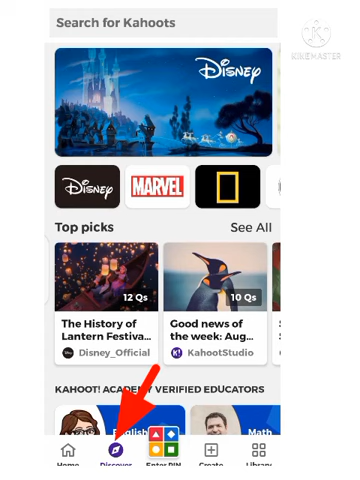 Search for Kahoots
KINEMASTER
Disney
Disney
MARVEL
Top picks
See All
12 Qs
10 Qs
The History of
Lantern Festiva...
Good news of
the week: Aug...
Disney_Official
K! KahootStudio
KAHOOT! ACADEMY VERIFIED EDUCATORS
English
Math
Home
Discover
Enter PIN
Create
Library